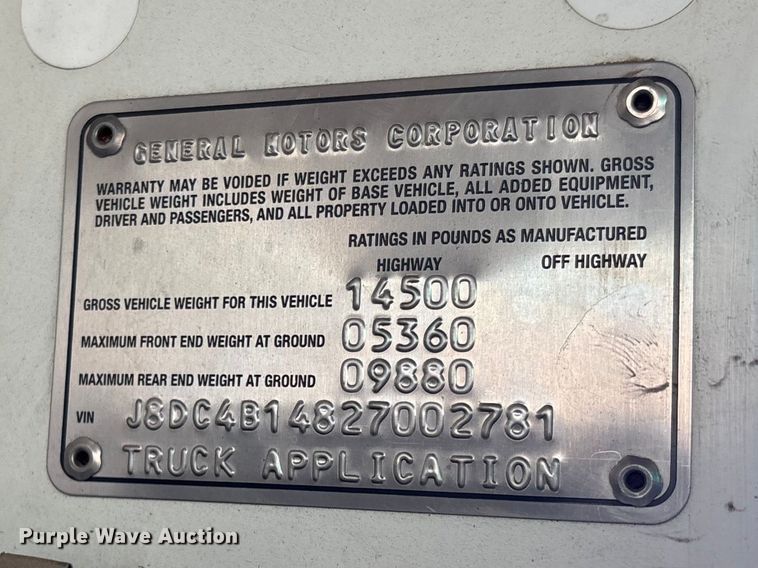 GENERAL MOTORS CORPORATION
WARRANTY MAY BE VOIDED IF WEIGHT EXCEEDS ANY RATINGS SHOWN. GROSS
VEHICLE WEIGHT INCLUDES WEIGHT OF BASE VEHICLE, ALL ADDED EQUIPMENT,
DRIVER AND PASSENGERS, AND ALL PROPERTY LOADED INTO OR ONTO VEHICLE.
RATINGS IN POUNDS AS MANUFACTURED
HIGHWAY OFF HIGHWAY
GROSS VEHICLE WEIGHT FOR THIS VEHICLE 14500
MAXIMUM FRONT END WEIGHT AT GROUND 05360
MAXIMUM REAR END WEIGHT AT GROUND 09880
VIN J8DC4B14827002781
TRUCK APPLICATION
Purple Wave Auction